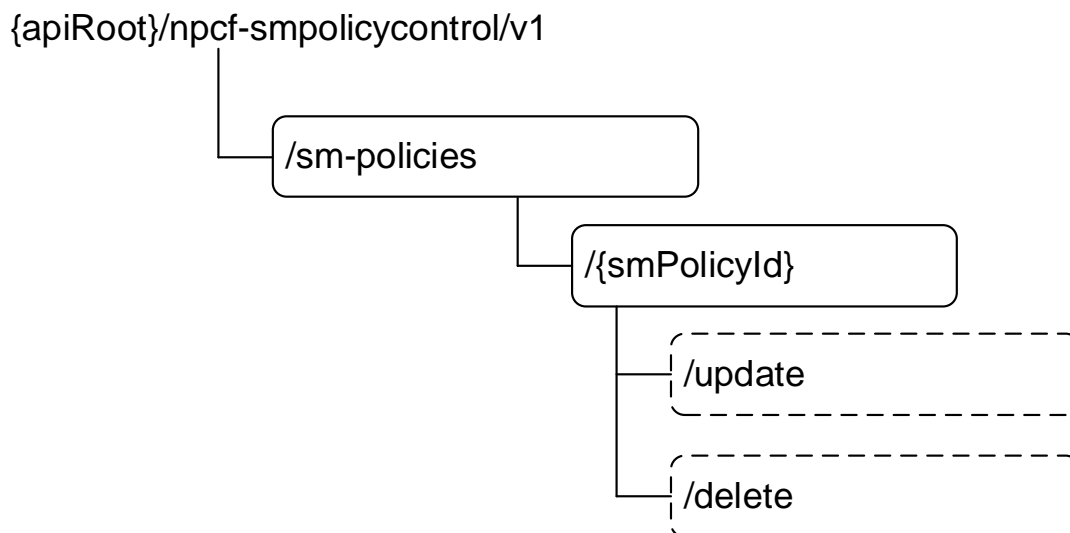 {apiRoot}/npcf-smpolicycontrol/v1
/sm-policies
/{smPolicyId}
/update
/delete